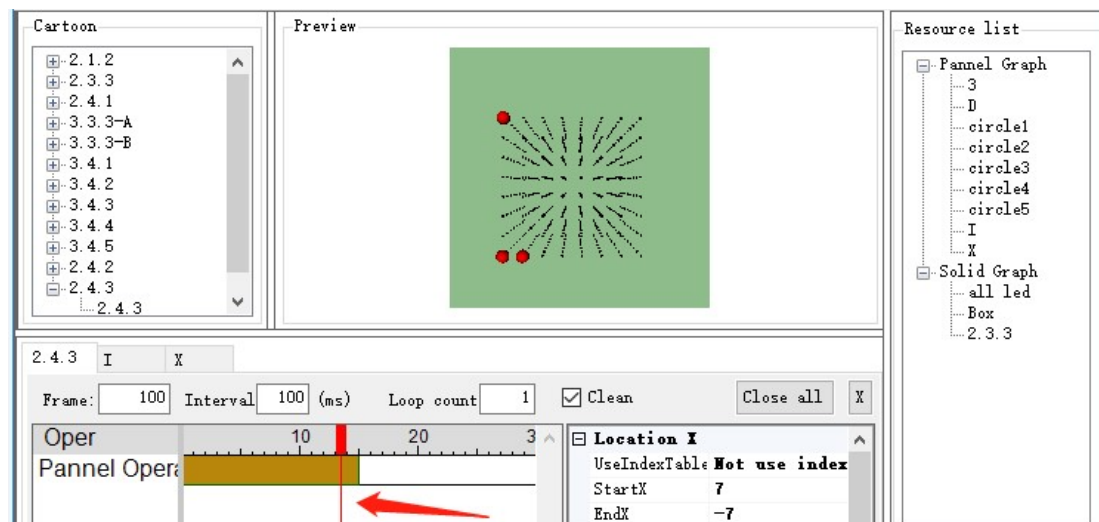 Cartoon
2.1.2
2.3.3
2.4.1
3.3.3-A
3.3.3-B
3.4.1
3.4.2
3.4.3
3.4.4
3.4.5
2.4.2
2.4.3
2.4.3
Preview
Resource list
Pannel Graph
3
D
circle1
circle2
circle3
circle4
circle5
I
X
Solid Graph
all led
Box
2.3.3
2.4.3 I X
Frame: 100 Interval 100 (ms) Loop count 1 Clean Close all X
Oper 10 20 3
Pannel Opera
Location X
UseIndexTable Not use index
StartX 7
EndX -7